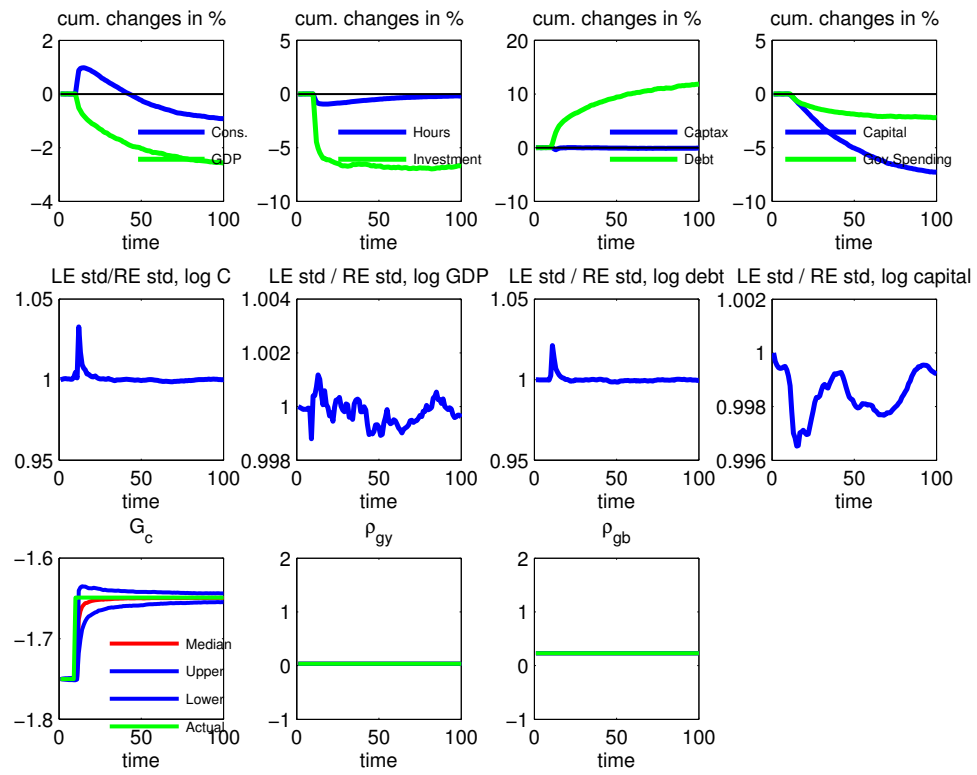 cum. changes in % cum. changes in % cum. changes in % cum. changes in %
2 5 20 5
0 0 10 0
−2 −5 0 −5
−4 −10 −10 −10
Cons. Hours Captax Capital
GDP Investment Debt Gov Spending
0 50 100 0 50 100 0 50 100 0 50 100
time time time time
LE std/RE std, log C LE std / RE std, log GDP LE std / RE std, log debt LE std / RE std, log capital
1.05 1.004 1.05 1.002
1.002 1
1 1 1 0.998
0.95 0.998 0.95 0.996
0 50 100 0 50 100 0 50 100 0 50 100
time time time time
G_c ρ_gy ρ_gb
−1.6 2 2
1 1
−1.7 0 0
−1.8 −1 −1
Median
Upper
Lower
Actual
0 50 100 0 50 100 0 50 100
time time time